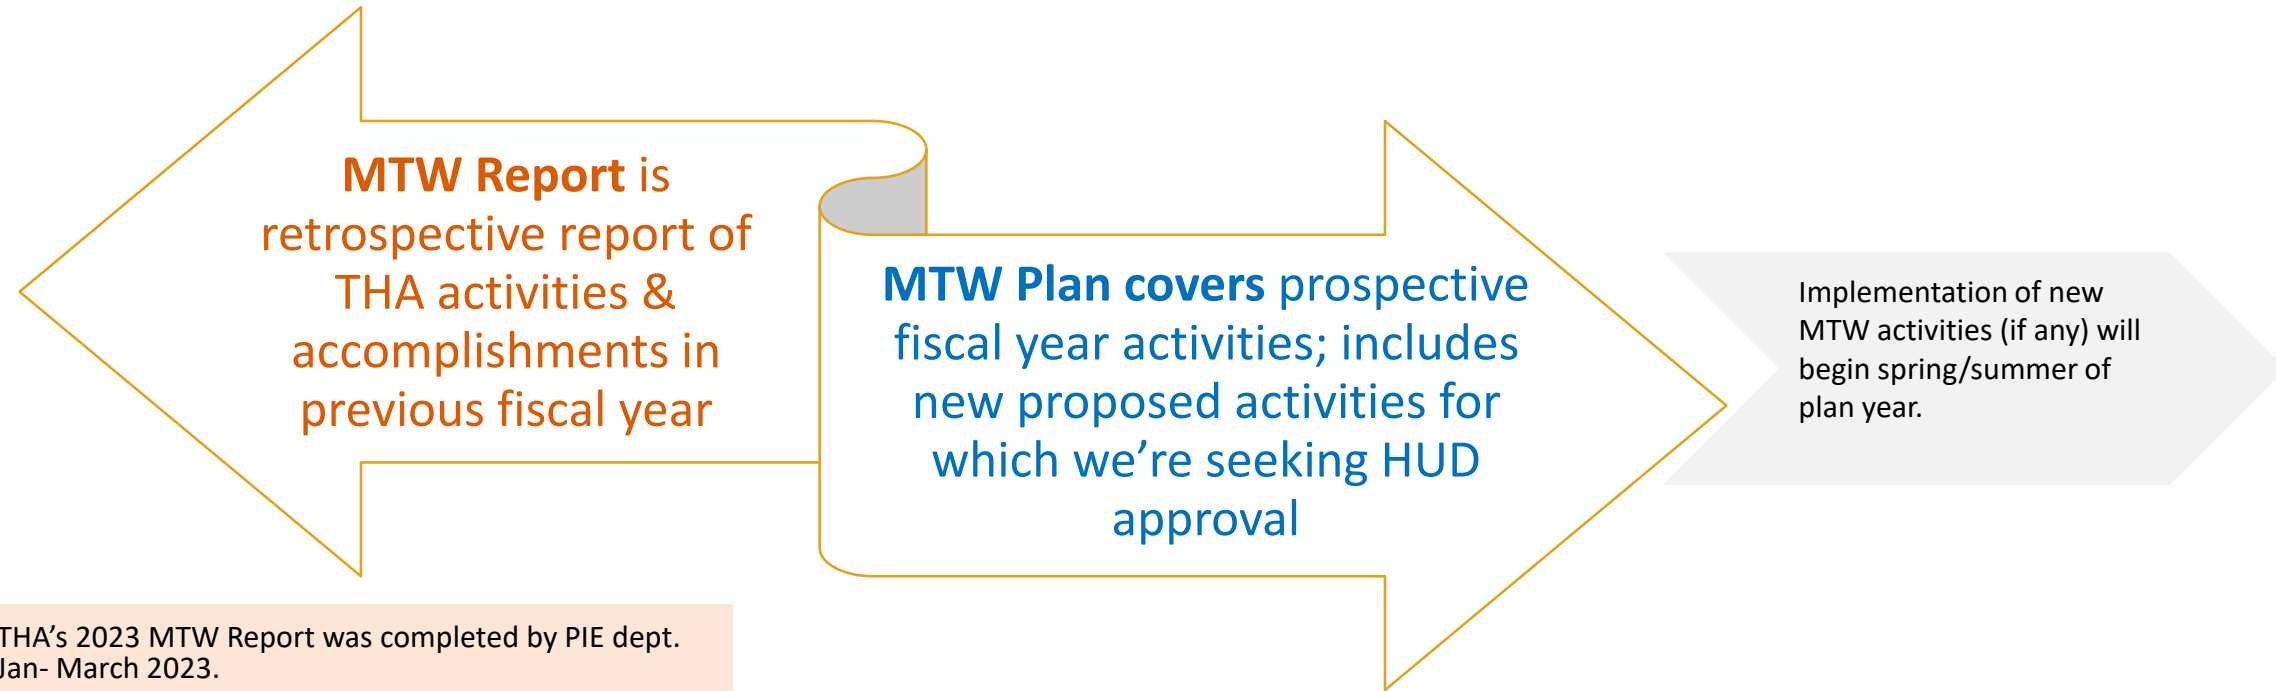 MTW Report is
retrospective report of
THA activities &
accomplishments in
previous fiscal year
MTW Plan covers prospective
fiscal year activities; includes
new proposed activities for
which we’re seeking HUD
approval
Implementation of new
MTW activities (if any) will
begin spring/summer of
plan year.
THA’s 2023 MTW Report was completed by PIE dept.
Jan- March 2023.